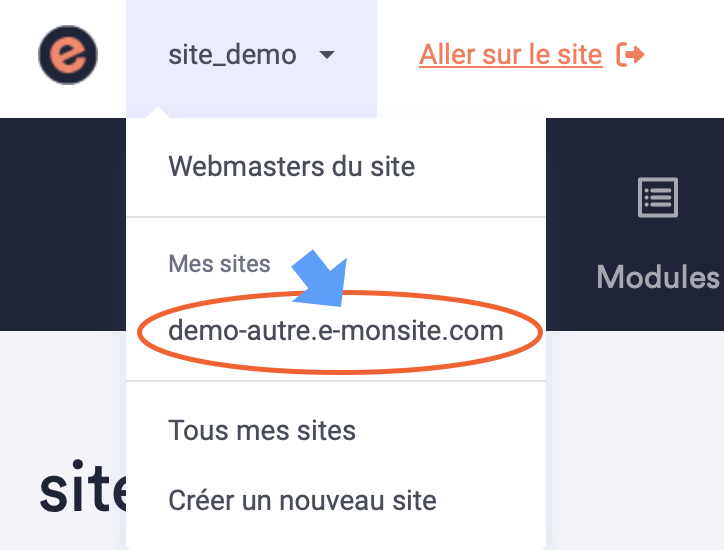 site_demo
Aller sur le site
Webmasters du site
Mes sites
Modules
demo-autre.e-monsite.com
Tous mes sites
site
Créer un nouveau site